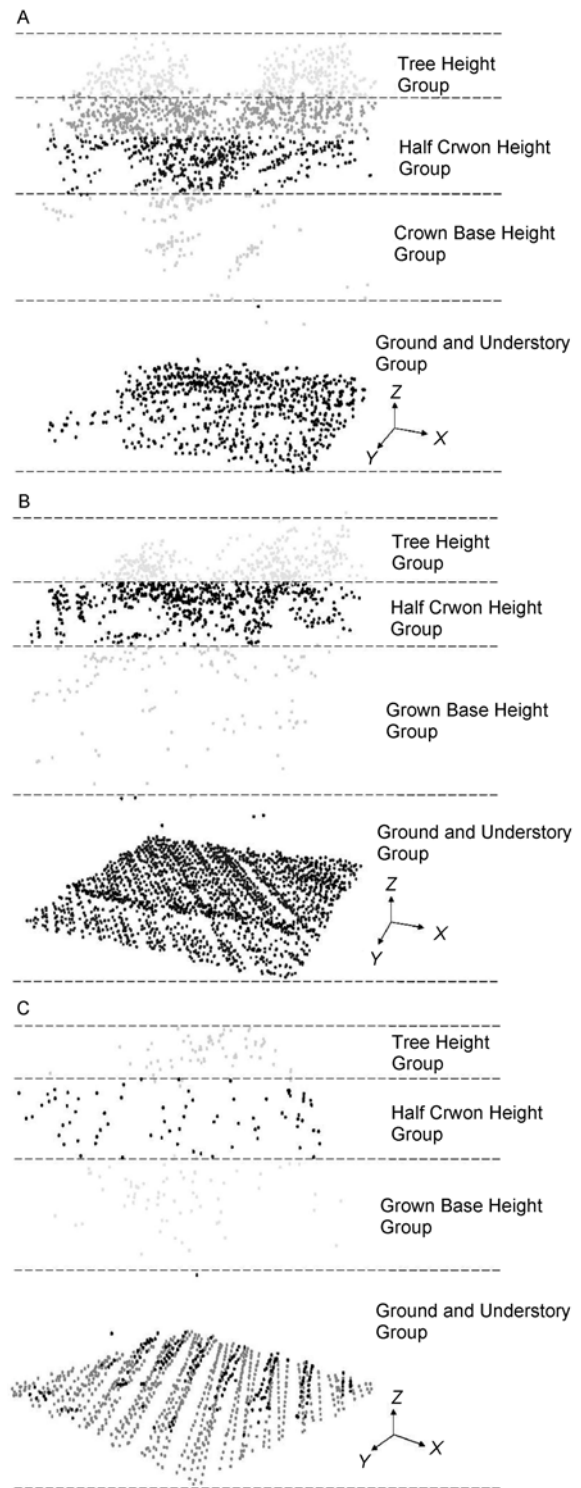 A
Tree Height
Group
Half Crwon Height
Group
Crown Base Height
Group
Ground and Understory
Group
Z
X
Y
B
Tree Height
Group
Half Crwon Height
Group
Grown Base Height
Group
Ground and Understory
Group
Z
X
Y
C
Tree Height
Group
Half Crwon Height
Group
Grown Base Height
Group
Ground and Understory
Group
Z
X
Y